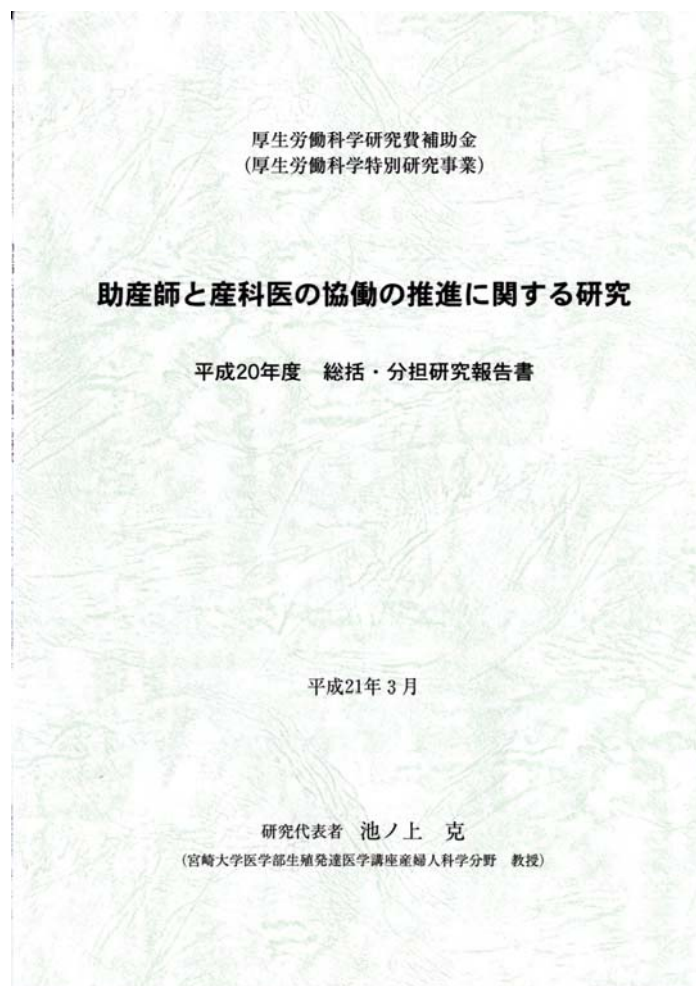 厚生労働科学研究費補助金
(厚生労働科学特別研究事業)
助産師と産科医の協働の推進に関する研究
平成20年度　総括・分担研究報告書
平成21年3月
研究代表者　池ノ上　克
(宮崎大学医学部生殖発達医学講座産婦人科学分野　教授)